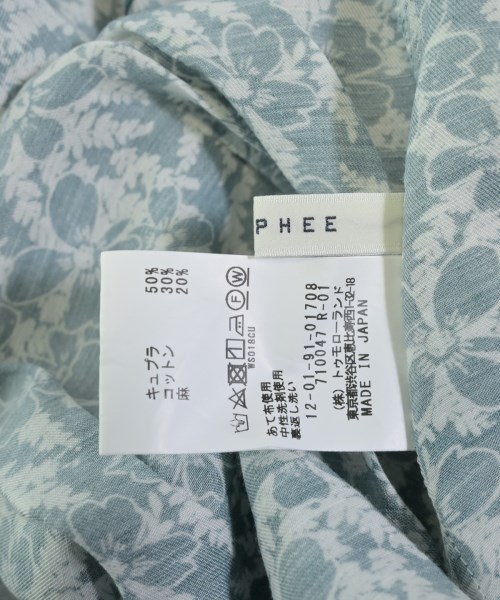 PHEE
キュプラ 50%
コットン 30%
麻 20%
WS018CU
あて布使用
中性洗剤使用
裏返し洗い
12-01-91-01708
710047 R-01
(株) トゥモローランド
東京都渋谷区恵比寿西1-32-18
MADE IN JAPAN